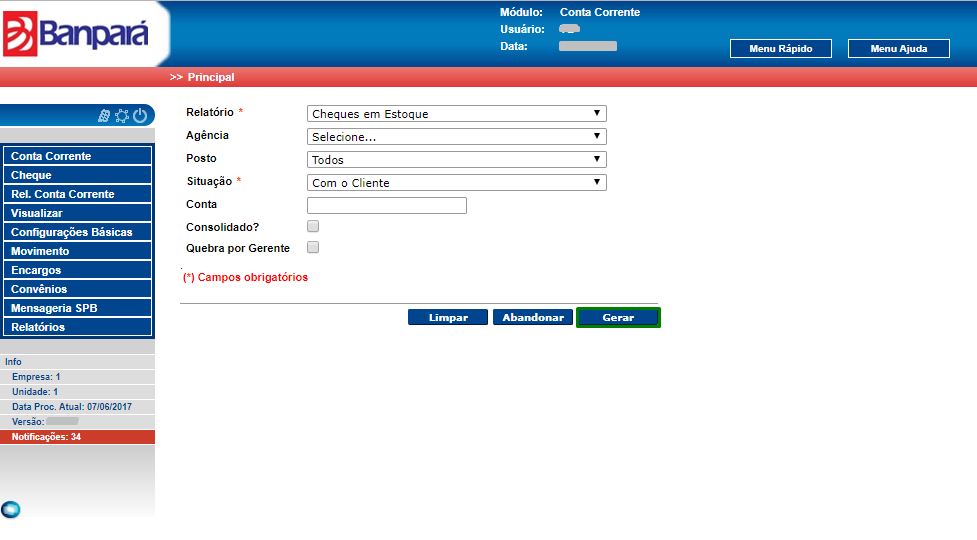 Banpará
Módulo: Conta Corrente
Usuário:
Data:
Menu Rápido
Menu Ajuda
>> Principal
Conta Corrente
Cheque
Rel. Conta Corrente
Visualizar
Configurações Básicas
Movimento
Encargos
Convênios
Mensageria SPB
Relatórios
Info
Empresa: 1
Unidade: 1
Data Proc. Atual: 07/06/2017
Versão:
Notificações: 34
Relatório * Cheques em Estoque
Agência Selecione...
Posto Todos
Situação * Com o Cliente
Conta
Consolidado?
Quebra por Gerente
(*) Campos obrigatórios
Limpar Abandonar Gerar